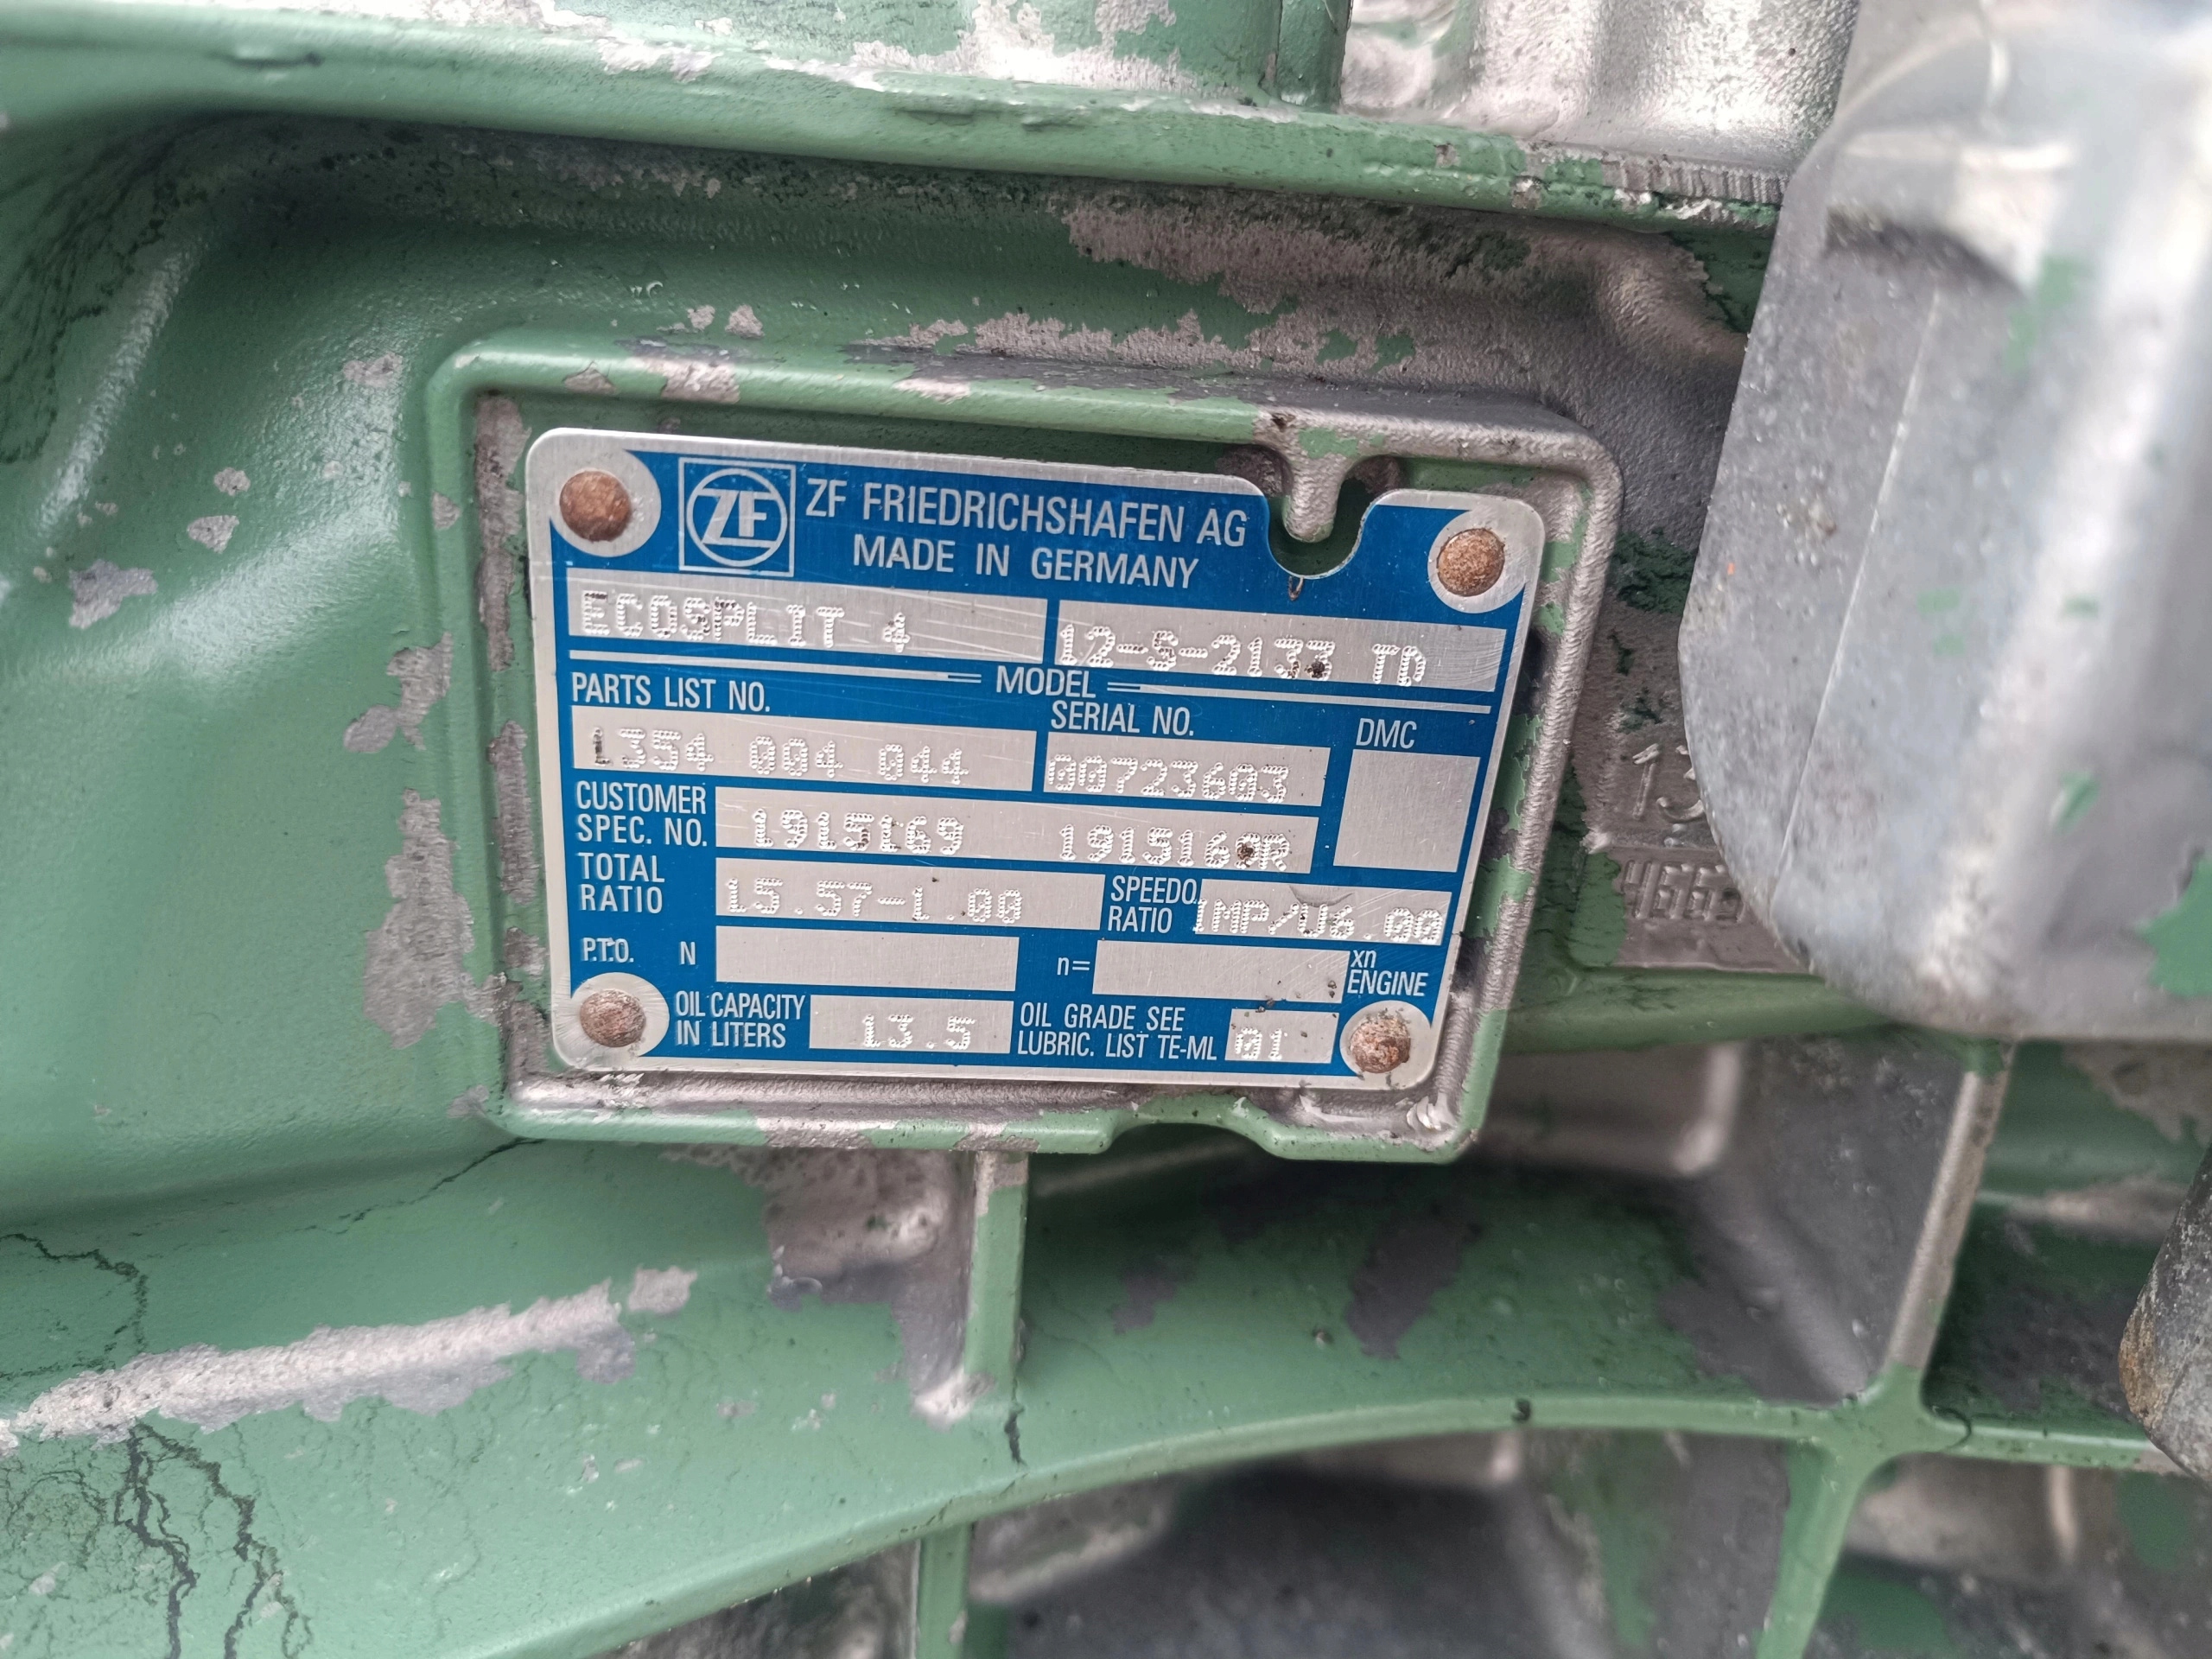 ZF ZF FRIEDRICHSHAFEN AG
MADE IN GERMANY
ECOSPLIT 4 12-S-2133 TD
MODEL
PARTS LIST NO. SERIAL NO. DMC
1354 004 044 00723603
CUSTOMER SPEC. NO. 1915169 1915169R
TOTAL RATIO 15.57-1.00 SPEEDO. RATIO IMP/U6.00
P.T.O. N n= xn ENGINE
OIL CAPACITY IN LITERS 13.5 OIL GRADE SEE LUBRIC. LIST TE-ML 01